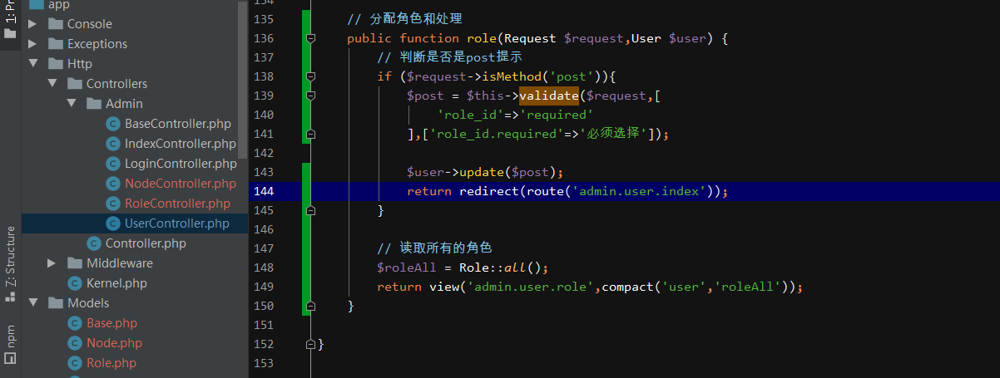 1: Pr
app
Console
Exceptions
Http
Controllers
Admin
BaseController.php
IndexController.php
LoginController.php
NodeController.php
RoleController.php
UserController.php
Controller.php
Middleware
Kernel.php
Models
Base.php
Node.php
Role.php
7: Structure
npm
134
135 // 分配角色和处理
136 public function role(Request $request,User $user) {
137 // 判断是否是post提示
138 if ($request->isMethod('post')){
139 $post = $this->validate($request,[
140 'role_id'=>'required'
141 ],['role_id.required'=>'必须选择']);
142
143 $user->update($post);
144 return redirect(route('admin.user.index'));
145 }
146
147 // 读取所有的角色
148 $roleAll = Role::all();
149 return view('admin.user.role',compact('user','roleAll'));
150 }
151
152 }
153